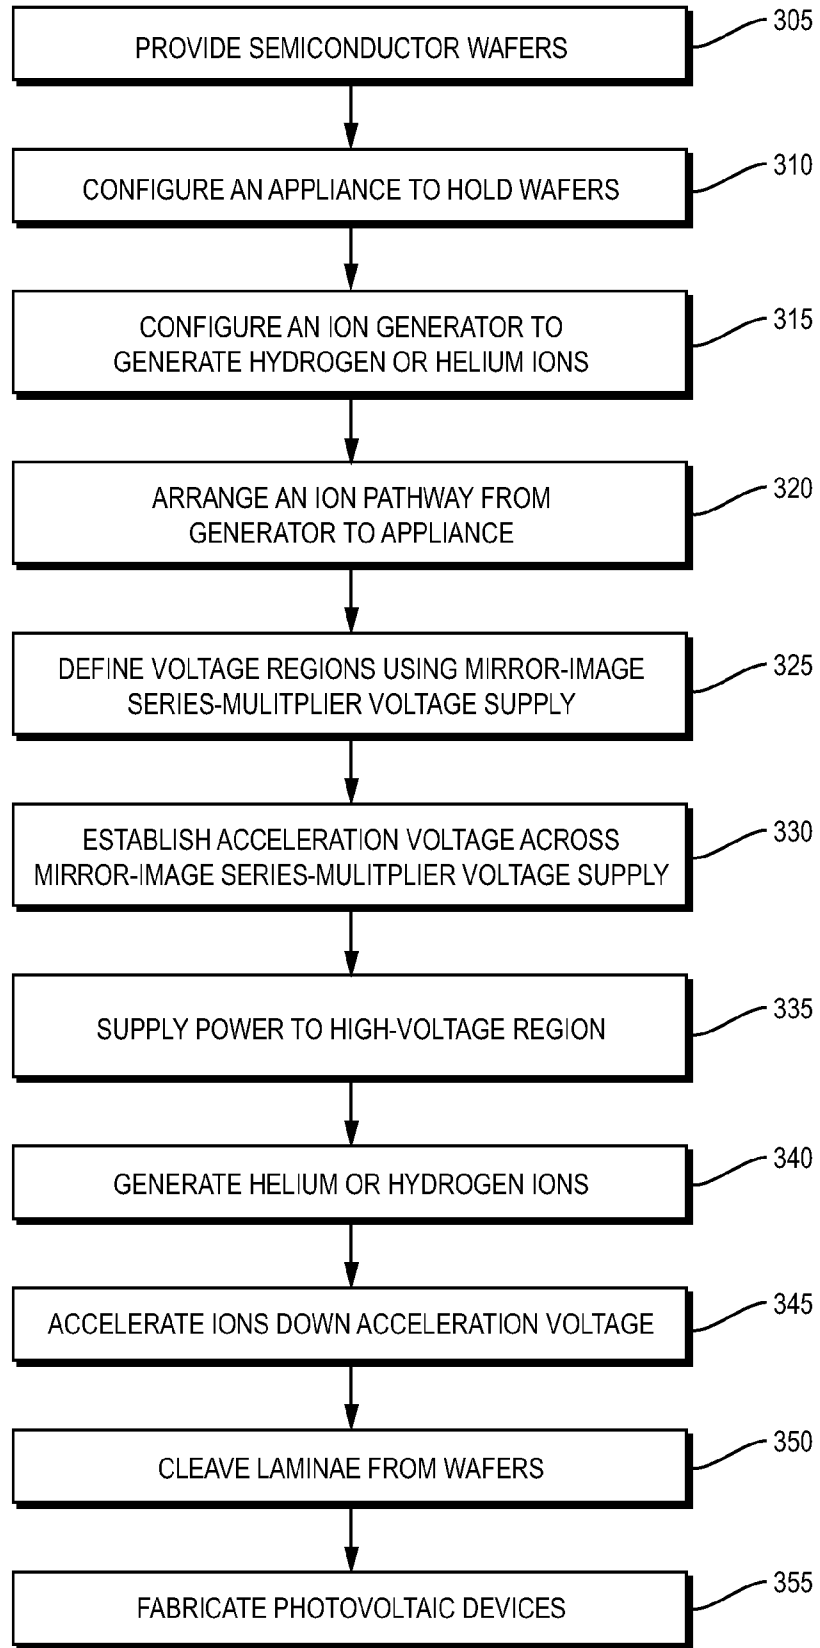 PROVIDE SEMICONDUCTOR WAFERS
305
CONFIGURE AN APPLIANCE TO HOLD WAFERS
310
CONFIGURE AN ION GENERATOR TO
GENERATE HYDROGEN OR HELIUM IONS
315
ARRANGE AN ION PATHWAY FROM
GENERATOR TO APPLIANCE
320
DEFINE VOLTAGE REGIONS USING MIRROR-IMAGE
SERIES-MULITPLIER VOLTAGE SUPPLY
325
ESTABLISH ACCELERATION VOLTAGE ACROSS
MIRROR-IMAGE SERIES-MULITPLIER VOLTAGE SUPPLY
330
SUPPLY POWER TO HIGH-VOLTAGE REGION
335
GENERATE HELIUM OR HYDROGEN IONS
340
ACCELERATE IONS DOWN ACCELERATION VOLTAGE
345
CLEAVE LAMINAE FROM WAFERS
350
FABRICATE PHOTOVOLTAIC DEVICES
355